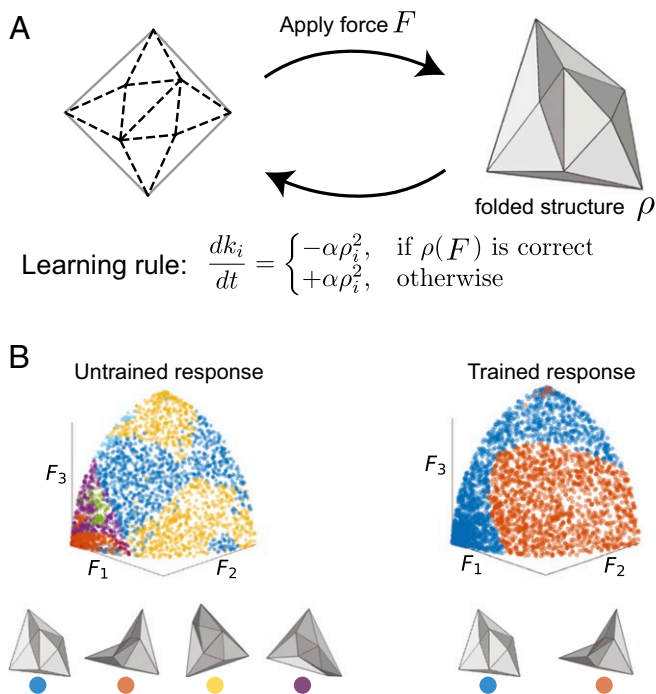 A
Apply force F
folded structure ρ
Learning rule: dk_i/dt = { −αρ_i², if ρ(F) is correct
+αρ_i², otherwise
B
Untrained response
Trained response
F₃
F₁
F₂
F₃
F₁
F₂